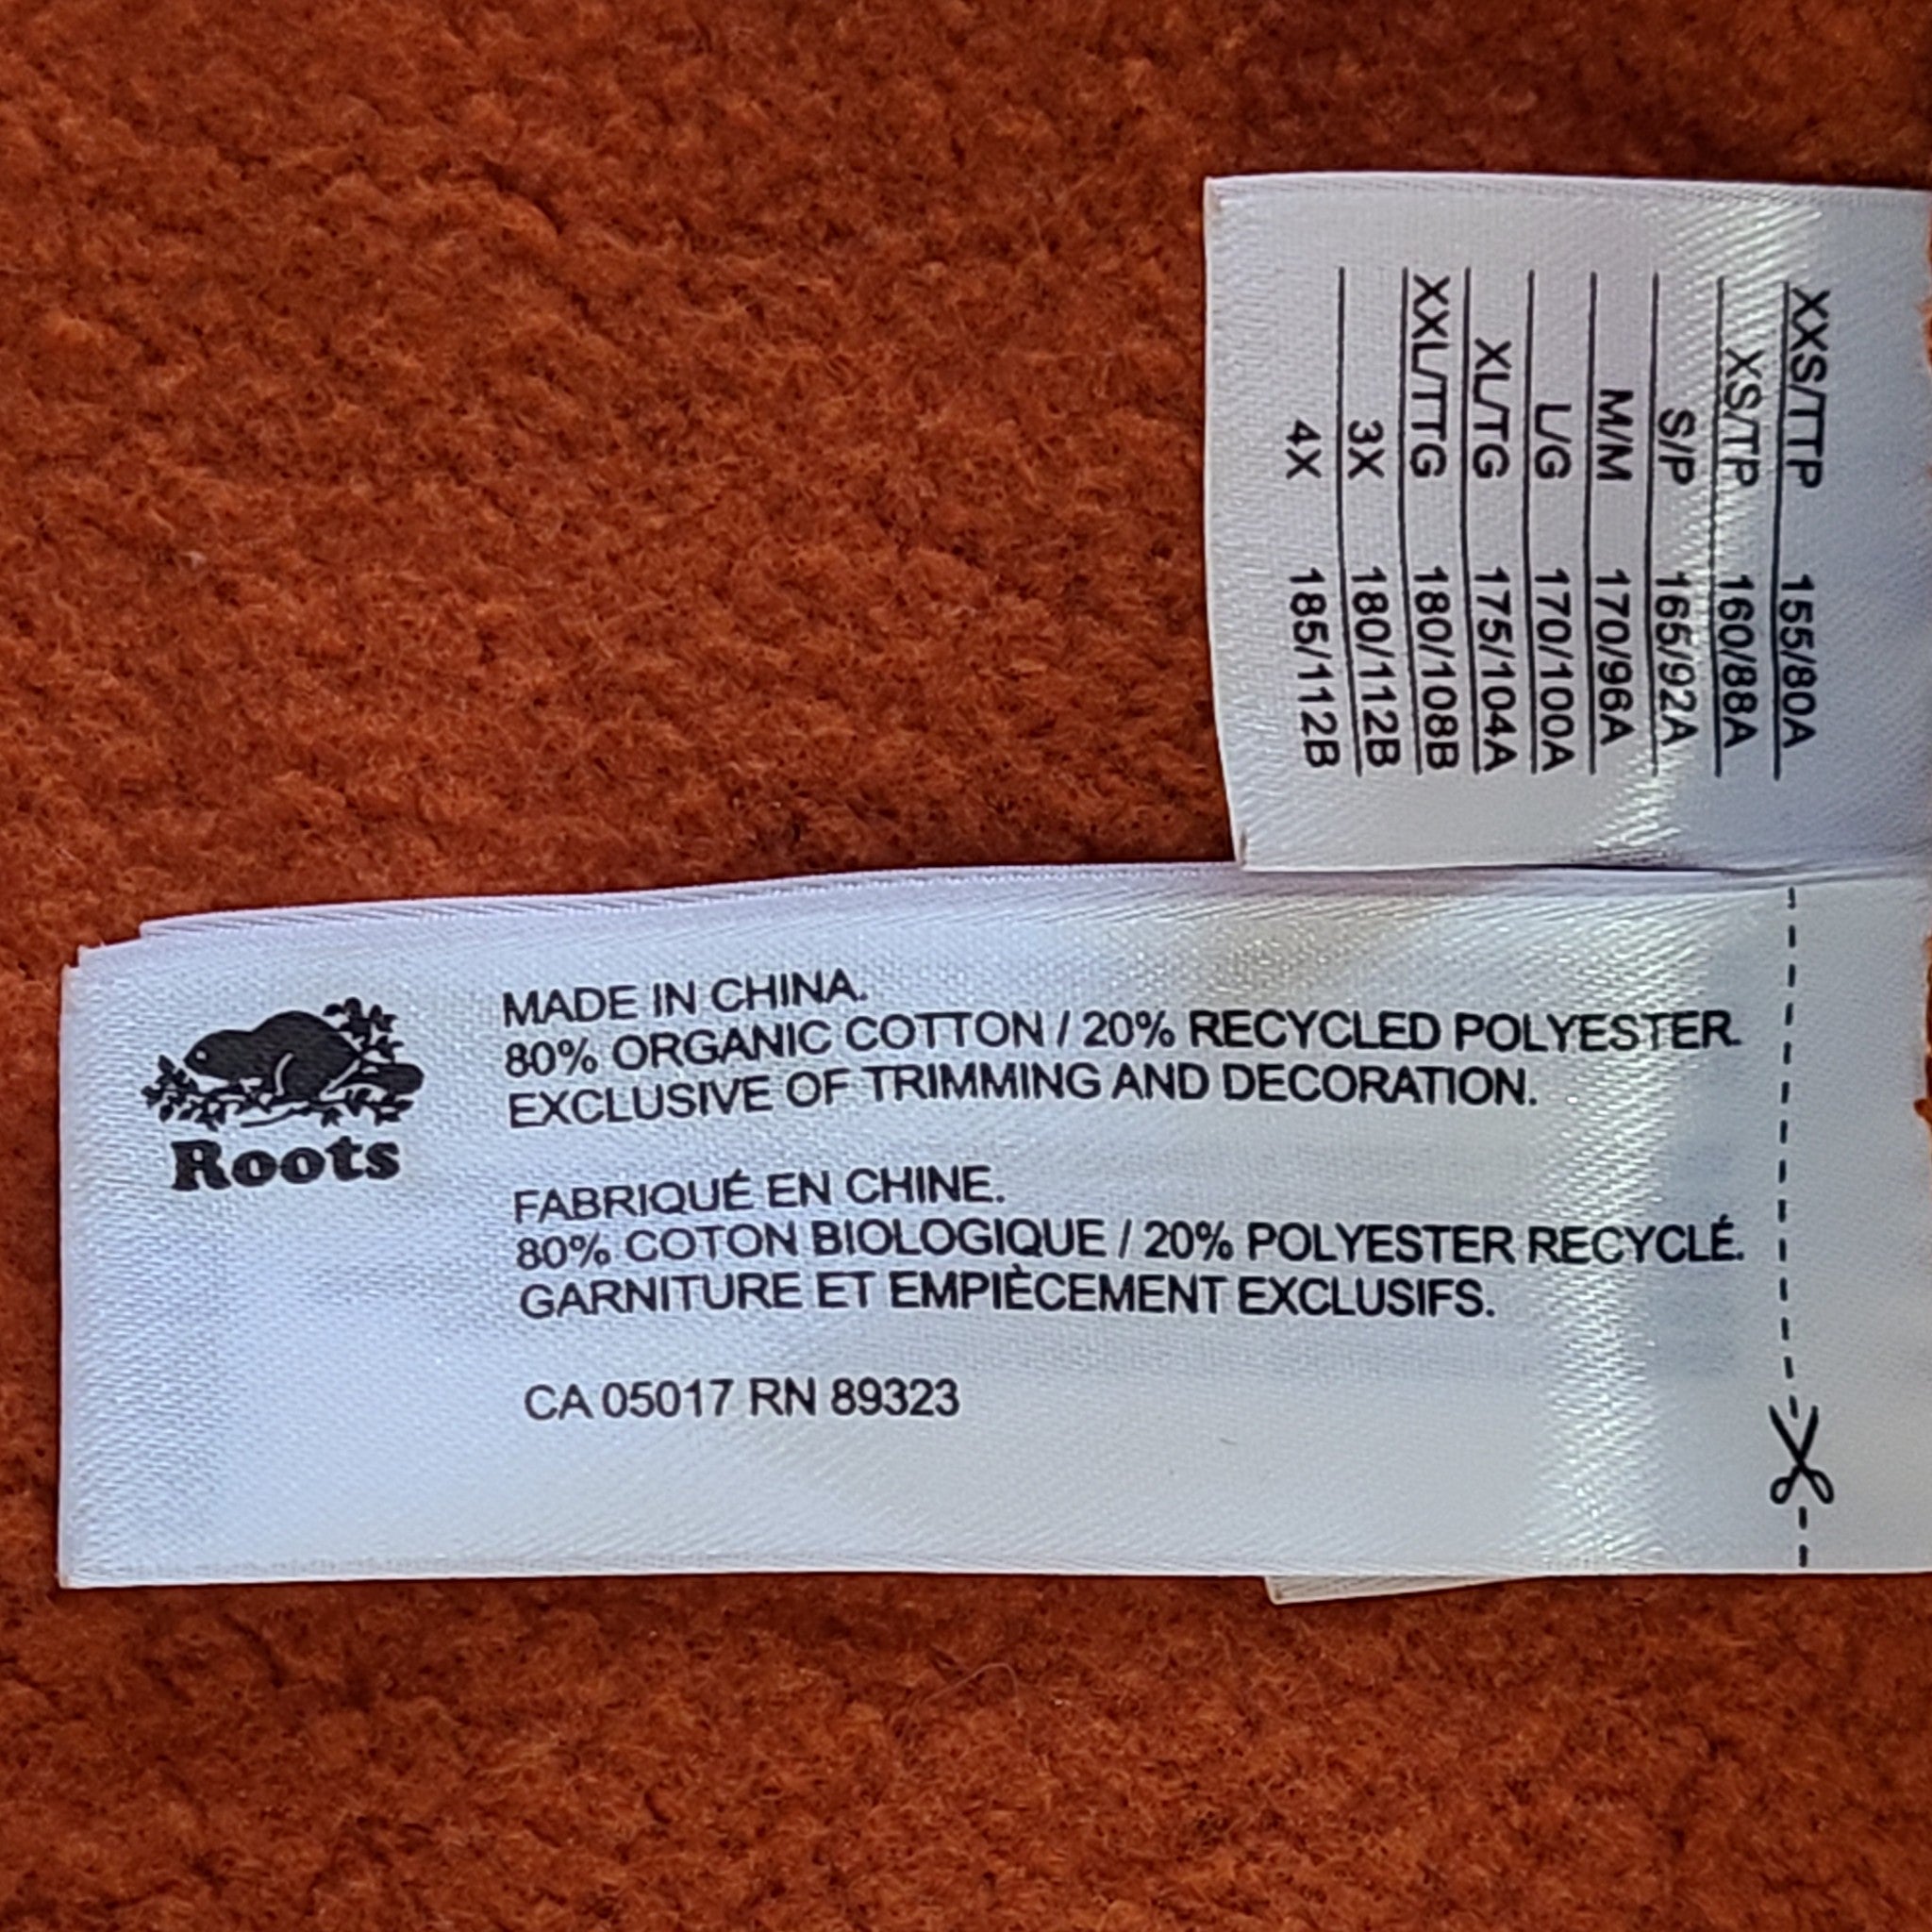 XXS/TTP 155/80A
XS/TP 160/88A
S/P 165/92A
M/M 170/96A
L/G 170/100A
XL/TG 175/104A
XXL/TTG 180/108B
3X 180/112B
4X 185/112B
Roots
MADE IN CHINA.
80% ORGANIC COTTON / 20% RECYCLED POLYESTER.
EXCLUSIVE OF TRIMMING AND DECORATION.
FABRIQUÉ EN CHINE.
80% COTON BIOLOGIQUE / 20% POLYESTER RECYCLÉ.
GARNITURE ET EMPIÈCEMENT EXCLUSIFS.
CA 05017 RN 89323